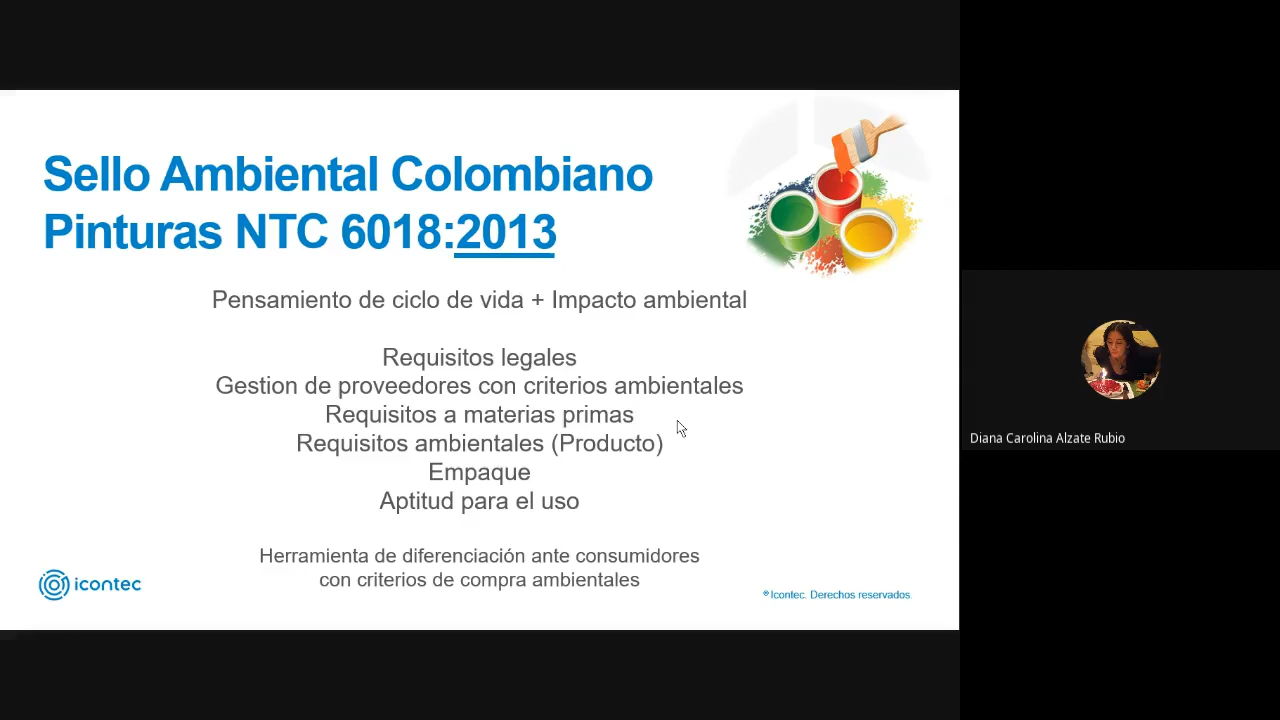 Sello Ambiental Colombiano
Pinturas NTC 6018:2013
Pensamiento de ciclo de vida + Impacto ambiental
Requisitos legales
Gestion de proveedores con criterios ambientales
Requisitos a materias primas
Requisitos ambientales (Producto)
Empaque
Aptitud para el uso
Herramienta de diferenciación ante consumidores
con criterios de compra ambientales
icontec
® Icontec. Derechos reservados.
Diana Carolina Alzate Rubio